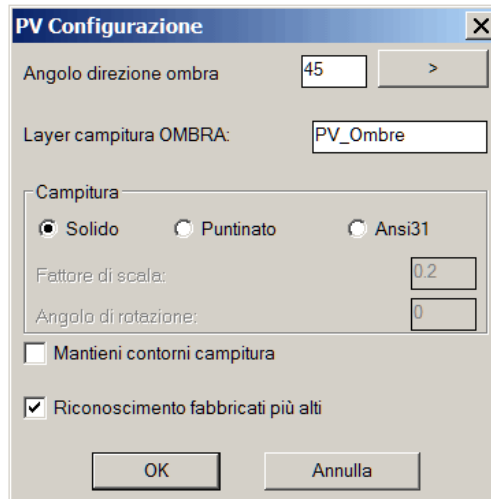 PV Configurazione
Angolo direzione ombra 45 >
Layer campitura OMBRA: PV_Ombre
Campitura
Solido Puntinato Ansi31
Fattore di scala: 0.2
Angolo di rotazione: 0
Mantieni contorni campitura
Riconoscimento fabbricati più alti
OK Annulla